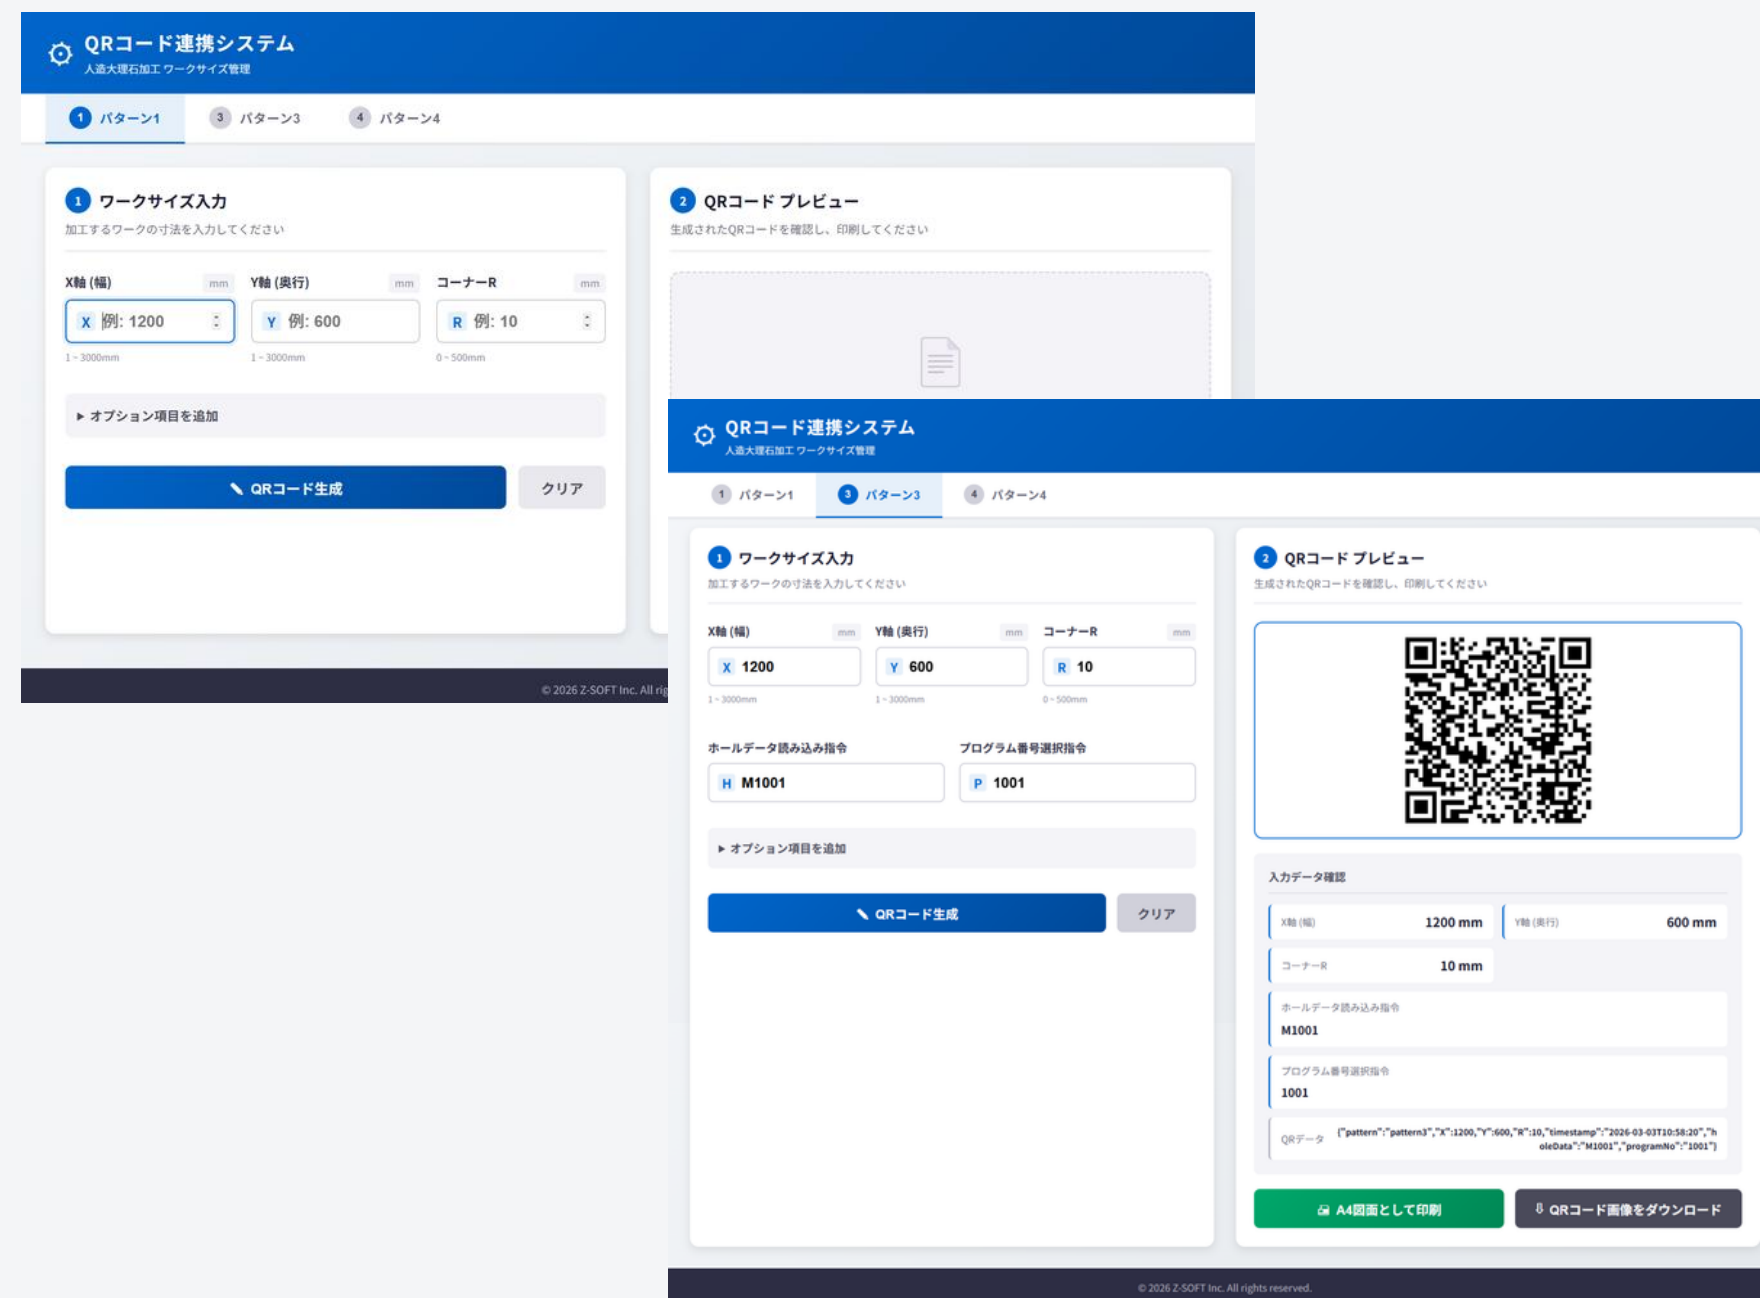 QRコード連携システム
人造大理石加工 ワークサイズ管理
1 パターン1
3 パターン3
4 パターン4
1 ワークサイズ入力
加工するワークの寸法を入力してください
X軸 (幅) mm
Y軸 (奥行) mm
コーナーR mm
X 例: 1200
Y 例: 600
R 例: 10
1 ~ 3000mm
1 ~ 3000mm
0 ~ 500mm
▶ オプション項目を追加
QRコード生成
クリア
2 QRコード プレビュー
生成されたQRコードを確認し、印刷してください
© 2026 Z-SOFT Inc. All rig
QRコード連携システム
人造大理石加工 ワークサイズ管理
1 パターン1
3 パターン3
4 パターン4
1 ワークサイズ入力
加工するワークの寸法を入力してください
X軸 (幅) mm
Y軸 (奥行) mm
コーナーR mm
X 1200
Y 600
R 10
1 ~ 3000mm
1 ~ 3000mm
0 ~ 500mm
ホールデータ読み込み指令
プログラム番号選択指令
H M1001
P 1001
▶ オプション項目を追加
QRコード生成
クリア
2 QRコード プレビュー
生成されたQRコードを確認し、印刷してください
入力データ確認
X軸 (幅) 1200 mm
Y軸 (奥行) 600 mm
コーナーR 10 mm
ホールデータ読み込み指令
M1001
プログラム番号選択指令
1001
QRデータ
{"pattern":"pattern3","X":1200,"Y":600,"R":10,"timestamp":"2026-03-03T10:58:20","h
oleData":"M1001","programNo":"1001"}
A4図面として印刷
QRコード画像をダウンロード
© 2026 Z-SOFT Inc. All rights reserved.